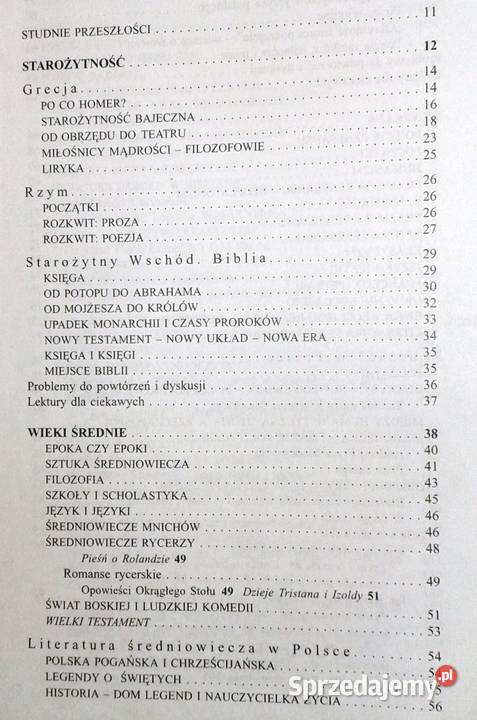 STUDNIE PRZESZŁOŚCI . . . . . . . . . . . . . . . . . . . . . . . . . . 11
STAROŻYTNOŚĆ . . . . . . . . . . . . . . . . . . . . . . . . . . 12
Grecja . . . . . . . . . . . . . . . . . . . . . . . . . . 14
PO CO HOMER? . . . . . . . . . . . . . . . . . . . . . . . . . . 14
STAROŻYTNOŚĆ BAJECZNA . . . . . . . . . . . . . . . . . . . . 16
OD OBRZĘDU DO TEATRU . . . . . . . . . . . . . . . . . . . . 18
MIŁOŚNICY MĄDROŚCI – FILOZOFOWIE . . . . . . . . . . . . . . 23
LIRYKA . . . . . . . . . . . . . . . . . . . . . . . . . . 25
Rzym . . . . . . . . . . . . . . . . . . . . . . . . . . 26
POCZĄTKI . . . . . . . . . . . . . . . . . . . . . . . . . . 26
ROZKWIT: PROZA . . . . . . . . . . . . . . . . . . . . . . . . 26
ROZKWIT: POEZJA . . . . . . . . . . . . . . . . . . . . . . . . 27
Starożytny Wschód. Biblia . . . . . . . . . . . . . . . . . . 29
KSIĘGA . . . . . . . . . . . . . . . . . . . . . . . . . . 29
OD POTOPU DO ABRAHAMA . . . . . . . . . . . . . . . . . . . . 30
OD MOJŻESZA DO KRÓLÓW . . . . . . . . . . . . . . . . . . . . 32
UPADEK MONARCHII I CZASY PROROKÓW . . . . . . . . . . . . . . 33
NOWY TESTAMENT – NOWY UKŁAD – NOWA ERA . . . . . . . . . . . . 34
KSIĘGA I KSIĘGI . . . . . . . . . . . . . . . . . . . . . . . . 35
MIEJSCE BIBLII . . . . . . . . . . . . . . . . . . . . . . . . 35
Problemy do powtórzeń i dyskusji . . . . . . . . . . . . . . . . 36
Lektury dla ciekawych . . . . . . . . . . . . . . . . . . . . . . 37
WIEKI ŚREDNIE . . . . . . . . . . . . . . . . . . . . . . . . . . 38
EPOKA CZY EPOKI . . . . . . . . . . . . . . . . . . . . . . . . 40
SZTUKA ŚREDNIOWIECZA . . . . . . . . . . . . . . . . . . . . . . 41
FILOZOFIA . . . . . . . . . . . . . . . . . . . . . . . . . . 43
SZKOŁY I SCHOLASTYKA . . . . . . . . . . . . . . . . . . . . . . 45
JĘZYK I JĘZYKI . . . . . . . . . . . . . . . . . . . . . . . . 46
ŚREDNIOWIECZE MNICHÓW . . . . . . . . . . . . . . . . . . . . 46
ŚREDNIOWIECZE RYCERZY . . . . . . . . . . . . . . . . . . . . 48
Pieśń o Rolandzie 49
Romanse rycerskie . . . . . . . . . . . . . . . . . . . . . . 49
Opowieści Okrągłego Stołu 49 Dzieje Tristana i Izoldy 51
ŚWIAT BOSKIEJ I LUDZKIEJ KOMEDII . . . . . . . . . . . . . . 51
WIELKI TESTAMENT . . . . . . . . . . . . . . . . . . . . . . . . 53
Literatura średniowiecza w Polsce . . . . . . . . . . . . . . 54
POLSKA POGAŃSKA I CHRZEŚCIJAŃSKA . . . . . . . . . . . . . .
LEGENDY O ŚWIĘTYCH . . . . . . . . . . . . . . . . . . . .
HISTORIA – DOM LEGEND I NAUCZYCIELKA ŻYCIA . . . . . . . . . . 56
Sprzedajemy.pl